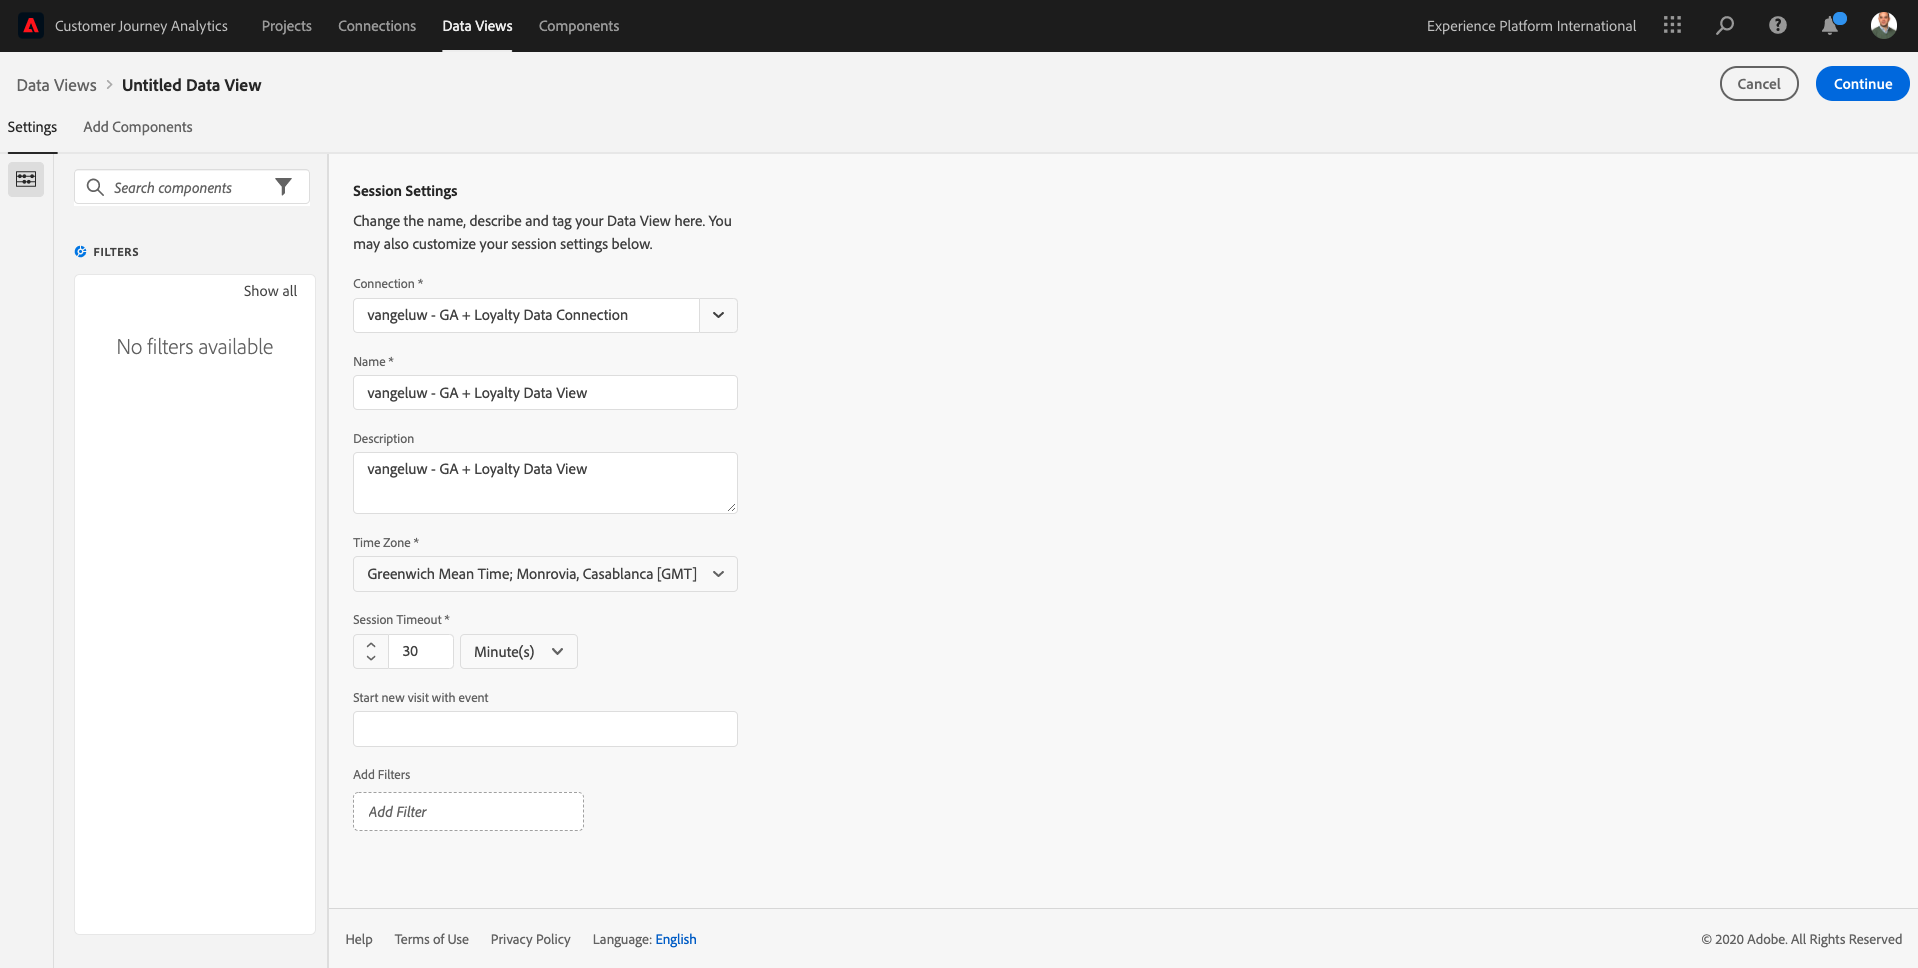 Customer Journey Analytics Projects Connections Data Views Components Experience Platform International
Data Views > Untitled Data View Cancel Continue
Settings Add Components
Search components
FILTERS
Show all
No filters available
Session Settings
Change the name, describe and tag your Data View here. You
may also customize your session settings below.
Connection *
vangeluw - GA + Loyalty Data Connection
Name *
vangeluw - GA + Loyalty Data View
Description
vangeluw - GA + Loyalty Data View
Time Zone *
Greenwich Mean Time; Monrovia, Casablanca [GMT]
Session Timeout *
30 Minute(s)
Start new visit with event
Add Filters
Add Filter
Help Terms of Use Privacy Policy Language: English © 2020 Adobe. All Rights Reserved